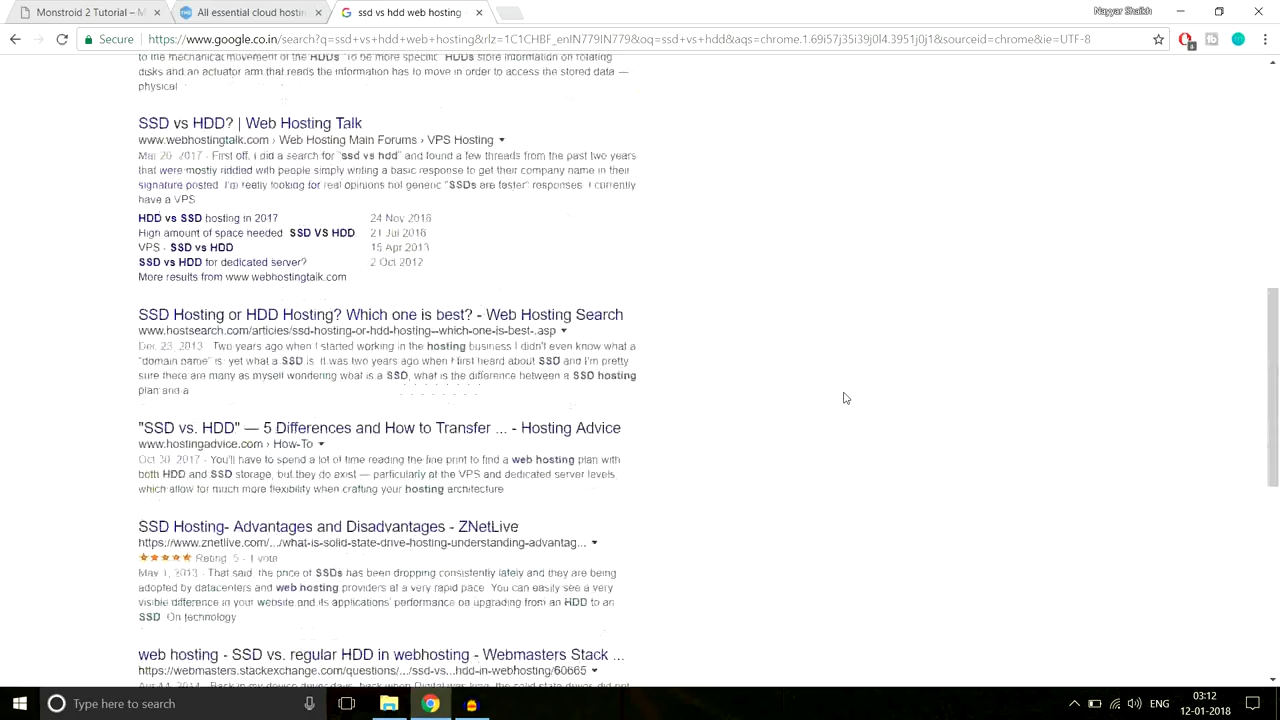 Monstroid 2 Tutorial – M
All essential cloud hosti
ssd vs hdd web hosting
Nayyar Shaikh
Secure
https://www.google.co.in/search?q=ssd+vs+hdd+web+hosting&rlz=1C1CHBF_enIN779IN779&oq=ssd+vs+hdd&aqs=chrome.1.69i57j35i39j0l4.3951j0j1&sourceid=chrome&ie=UTF-8
to the mechanical movement of the HDDs "To be more specific, HDDs store information on rotating
disks and an actuator arm that reads the information has to move in order to access the stored data —
physical
SSD vs HDD? | Web Hosting Talk
www.webhostingtalk.com › Web Hosting Main Forums › VPS Hosting
Mar 20, 2017 - First off, I did a search for "ssd vs hdd" and found a few threads from the past two years
that were mostly riddled with people simply writing a basic response to get their company name in their
signature posted. I'm really looking for real opinions not generic "SSDs are faster" responses. I currently
have a VPS
HDD vs SSD hosting in 2017 24 Nov 2016
High amount of space needed SSD VS HDD 21 Jul 2016
VPS - SSD vs HDD 15 Apr 2013
SSD vs HDD for dedicated server? 2 Oct 2012
More results from www.webhostingtalk.com
SSD Hosting or HDD Hosting? Which one is best? - Web Hosting Search
www.hostsearch.com/articles/ssd-hosting-or-hdd-hosting--which-one-is-best-.asp
Dec 23, 2013 - Two years ago when I started working in the hosting business I didn't even know what a
"domain name" is, yet what a SSD is. It was two years ago when I first heard about SSD and I'm pretty
sure there are many as myself wondering what is a SSD, what is the difference between a SSD hosting
plan and a
"SSD vs. HDD" — 5 Differences and How to Transfer ... - Hosting Advice
www.hostingadvice.com › How-To
Oct 30, 2017 - You'll have to spend a lot of time reading the fine print to find a web hosting plan with
both HDD and SSD storage, but they do exist — particularly at the VPS and dedicated server levels,
which allow for much more flexibility when crafting your hosting architecture
SSD Hosting- Advantages and Disadvantages - ZNetLive
https://www.znetlive.com/.../what-is-solid-state-drive-hosting-understanding-advantag...
Rating: 5 - 1 vote
May 1, 2013 - That said, the price of SSDs has been dropping consistently lately and they are being
adopted by datacenters and web hosting providers at a very rapid pace. You can easily see a very
visible difference in your website and its applications' performance on upgrading from an HDD to an
SSD. On technology
web hosting - SSD vs. regular HDD in webhosting - Webmasters Stack ...
https://webmasters.stackexchange.com/questions/.../ssd-vs...hdd-in-webhosting/60665
Type here to search
ENG
03:12
12-01-2018